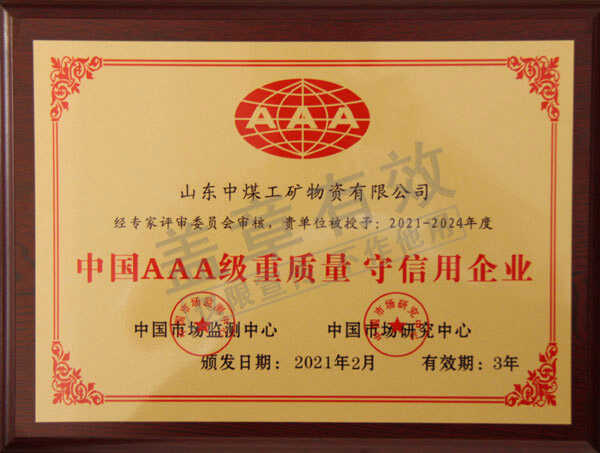 AAA
山东中煤工矿物资有限公司
经专家评审委员会审核，贵单位被授予：2021-2024年度
中国AAA级重质量 守信用企业
中国市场监测中心 中国市场研究中心
颁发日期：2021年2月 有效期：3年
盖章有效